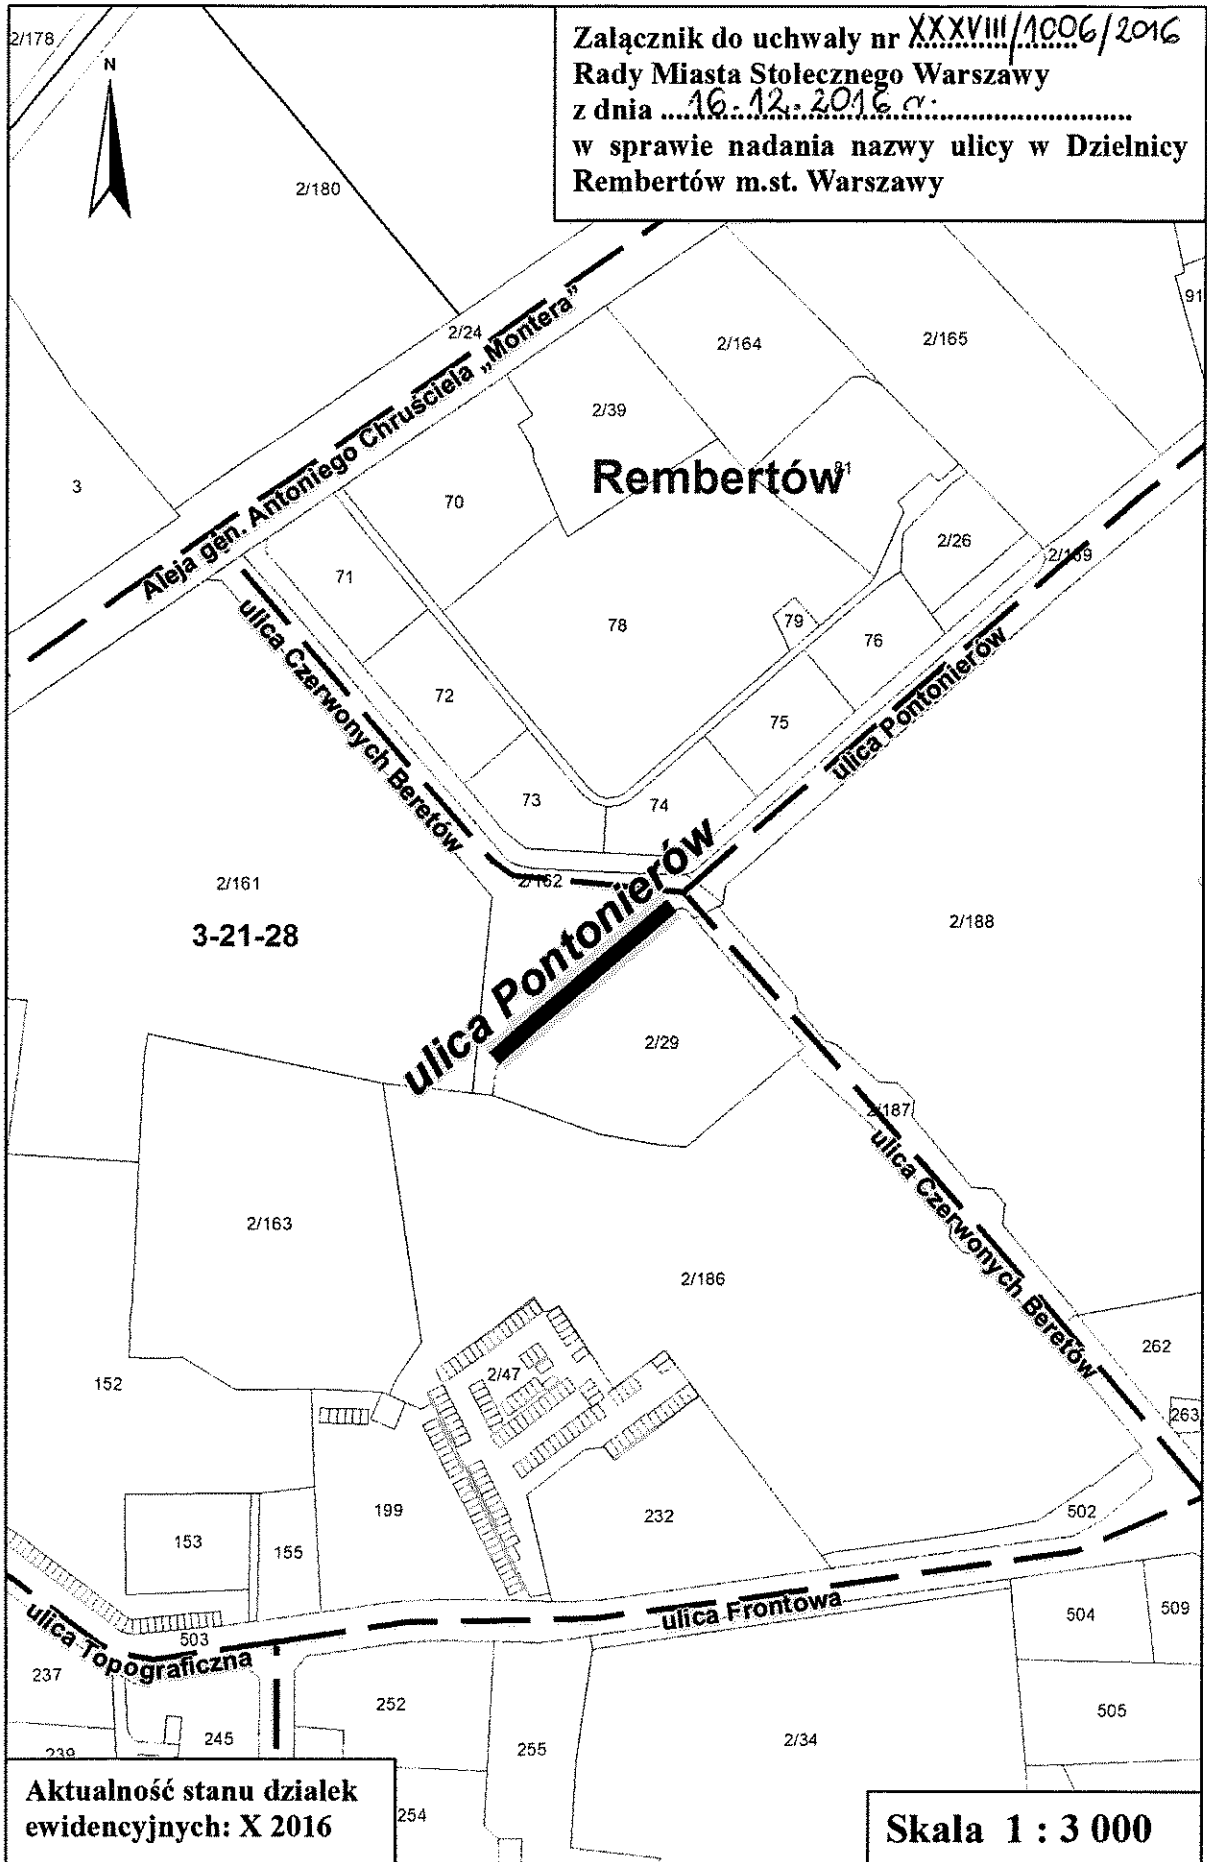 Załącznik do uchwały nr XXXVIII/1006/2016
Rady Miasta Stołecznego Warszawy
z dnia ...16.12.2016 r.
w sprawie nadania nazwy ulicy w Dzielnicy
Rembertów m.st. Warszawy
2/178
N
2/180
2/24
Aleja gen. Antoniego Chruściela „Montera”
2/164
2/165
91
2/39
Rembertów
81
3
70
2/26
2/169
71
78
79
76
ulica Czerwonych Beretów
72
75
ulica Pontonierów
73
74
2/161
2/162
3-21-28
ulica Pontonierów
2/188
2/29
2/187
ulica Czerwonych Beretów
2/163
2/186
262
2/47
152
263
199
232
502
153
155
ulica Frontowa
504
509
503
ulica Topograficzna
237
252
505
245
255
2/34
239
254
Aktualność stanu działek
ewidencyjnych: X 2016
Skala 1 : 3 000